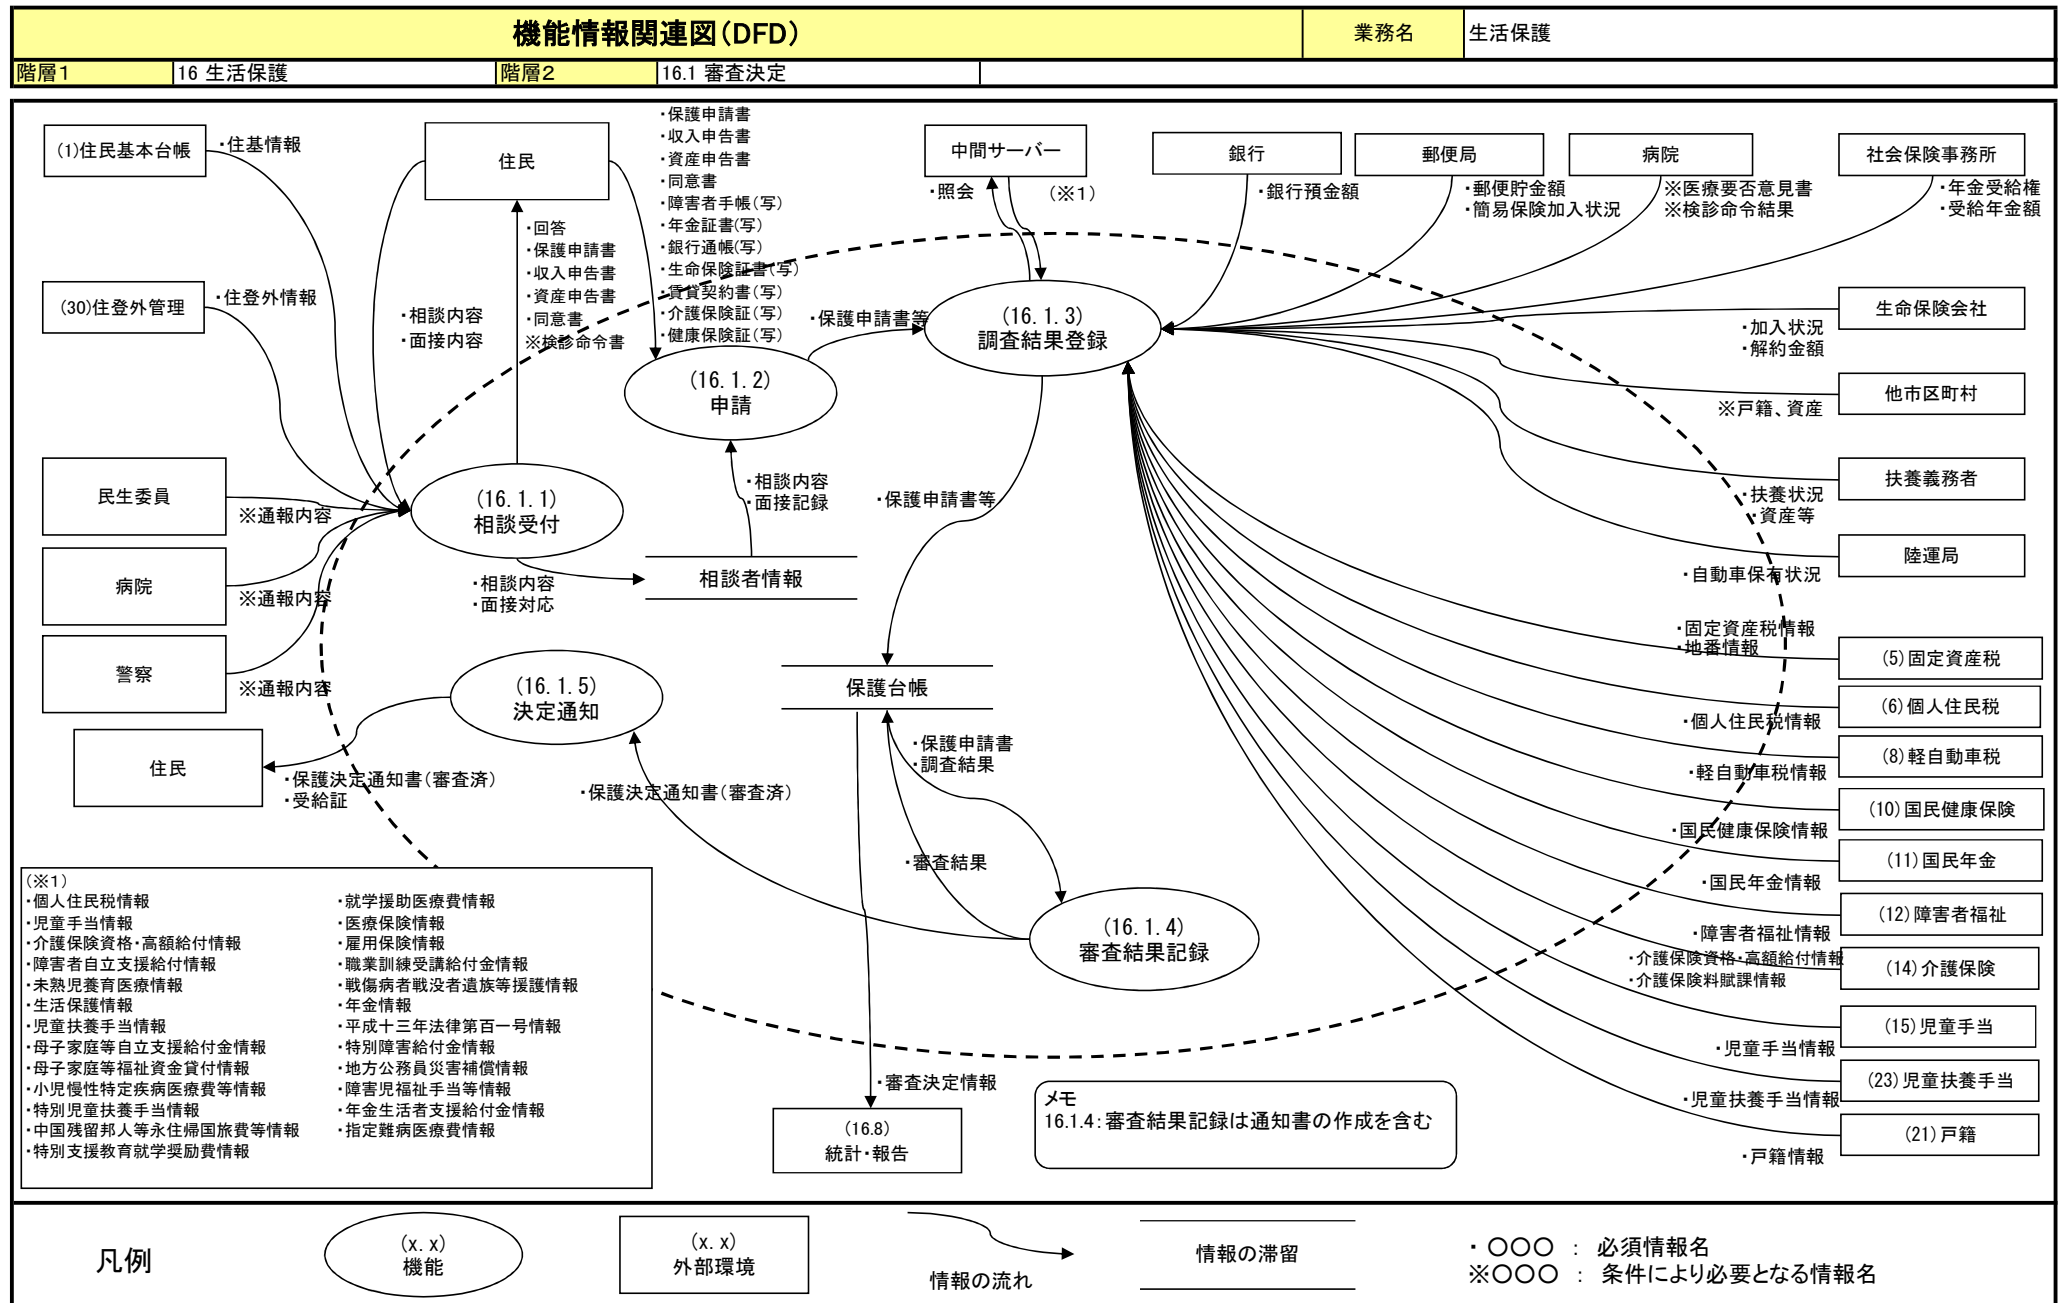 機能情報関連図(DFD)
業務名
生活保護
階層1
16 生活保護
階層2
16.1 審査決定
(1)住民基本台帳
・住基情報
住民
・保護申請書
・収入申告書
・資産申告書
・同意書
・障害者手帳(写)
・年金証書(写)
・銀行通帳(写)
・生命保険証書(写)
・賃貸契約書(写)
・介護保険証(写)
・健康保険証(写)
中間サーバー
・照会
(※1)
銀行
・銀行預金額
郵便局
・郵便貯金額
・簡易保険加入状況
病院
※医療要否意見書
※検診命令結果
社会保険事務所
・年金受給権
・受給年金額
(30)住登外管理
・住登外情報
・相談内容
・面接内容
・回答
・保護申請書
・収入申告書
・資産申告書
・同意書
※検診命令書
・保護申請書等
(16.1.3)
調査結果登録
生命保険会社
・加入状況
・解約金額
(16.1.2)
申請
他市区町村
※戸籍、資産
民生委員
※通報内容
(16.1.1)
相談受付
・相談内容
・面接記録
・保護申請書等
扶養義務者
・扶養状況
・資産等
病院
※通報内容
・相談内容
・面接対応
相談者情報
陸運局
・自動車保有状況
警察
※通報内容
(16.1.5)
決定通知
保護台帳
・固定資産税情報
・地番情報
(5)固定資産税
(6)個人住民税
・個人住民税情報
住民
・保護決定通知書(審査済)
・受給証
・保護決定通知書(審査済)
・保護申請書
・調査結果
(8)軽自動車税
・軽自動車税情報
(10)国民健康保険
・国民健康保険情報
・審査結果
(11)国民年金
・国民年金情報
(12)障害者福祉
・障害者福祉情報
(16.1.4)
審査結果記録
・介護保険資格・高額給付情報
・介護保険料賦課情報
(14)介護保険
(15)児童手当
・児童手当情報
(23)児童扶養手当
・児童扶養手当情報
(21)戸籍
・戸籍情報
(※1)
・個人住民税情報
・児童手当情報
・介護保険資格・高額給付情報
・障害者自立支援給付情報
・未熟児養育医療情報
・生活保護情報
・児童扶養手当情報
・母子家庭等自立支援給付金情報
・母子家庭等福祉資金貸付情報
・小児慢性特定疾病医療費等情報
・特別児童扶養手当情報
・中国残留邦人等永住帰国旅費等情報
・特別支援教育就学奨励費情報
・就学援助医療費情報
・医療保険情報
・雇用保険情報
・職業訓練受講給付金情報
・戦傷病者戦没者遺族等援護情報
・年金情報
・平成十三年法律第百一号情報
・特別障害給付金情報
・地方公務員災害補償情報
・障害児福祉手当等情報
・年金生活者支援給付金情報
・指定難病医療費情報
・審査決定情報
(16.8)
統計・報告
メモ
16.1.4:審査結果記録は通知書の作成を含む
凡例
(x.x)
機能
(x.x)
外部環境
情報の流れ
情報の滞留
・○○○ : 必須情報名
※○○○ : 条件により必要となる情報名